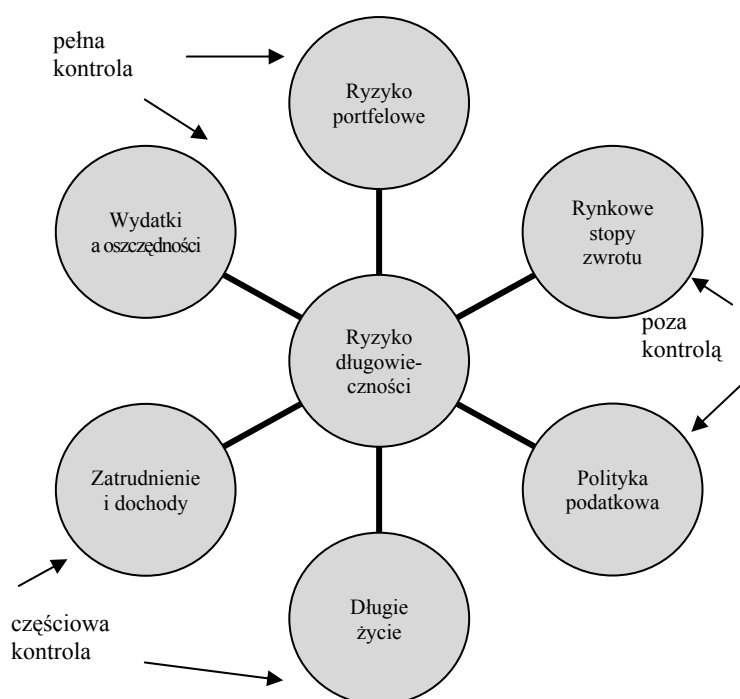 pełna
kontrola
Ryzyko
portfelowe
Wydatki
a oszczędności
Rynkowe
stopy
zwrotu
Ryzyko
długowie-
czności
poza
kontrolą
Zatrudnienie
i dochody
Polityka
podatkowa
Długie
życie
częściowa
kontrola